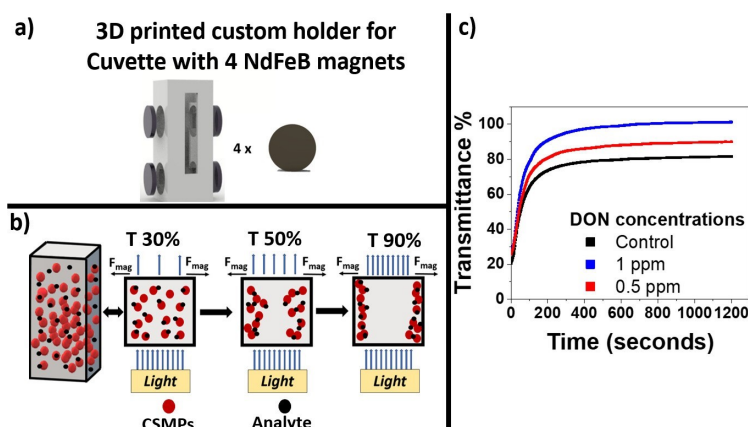 a)
3D printed custom holder for
Cuvette with 4 NdFeB magnets
4 x
b)
T 30%
T 50%
T 90%
Fmag
Fmag
Fmag
Fmag
Fmag
Fmag
Light
Light
Light
CSMPs
Analyte
c)
Transmittance %
100
80
60
40
20
0
DON concentrations
Control
1 ppm
0.5 ppm
0 200 400 600 800 1000 1200
Time (seconds)